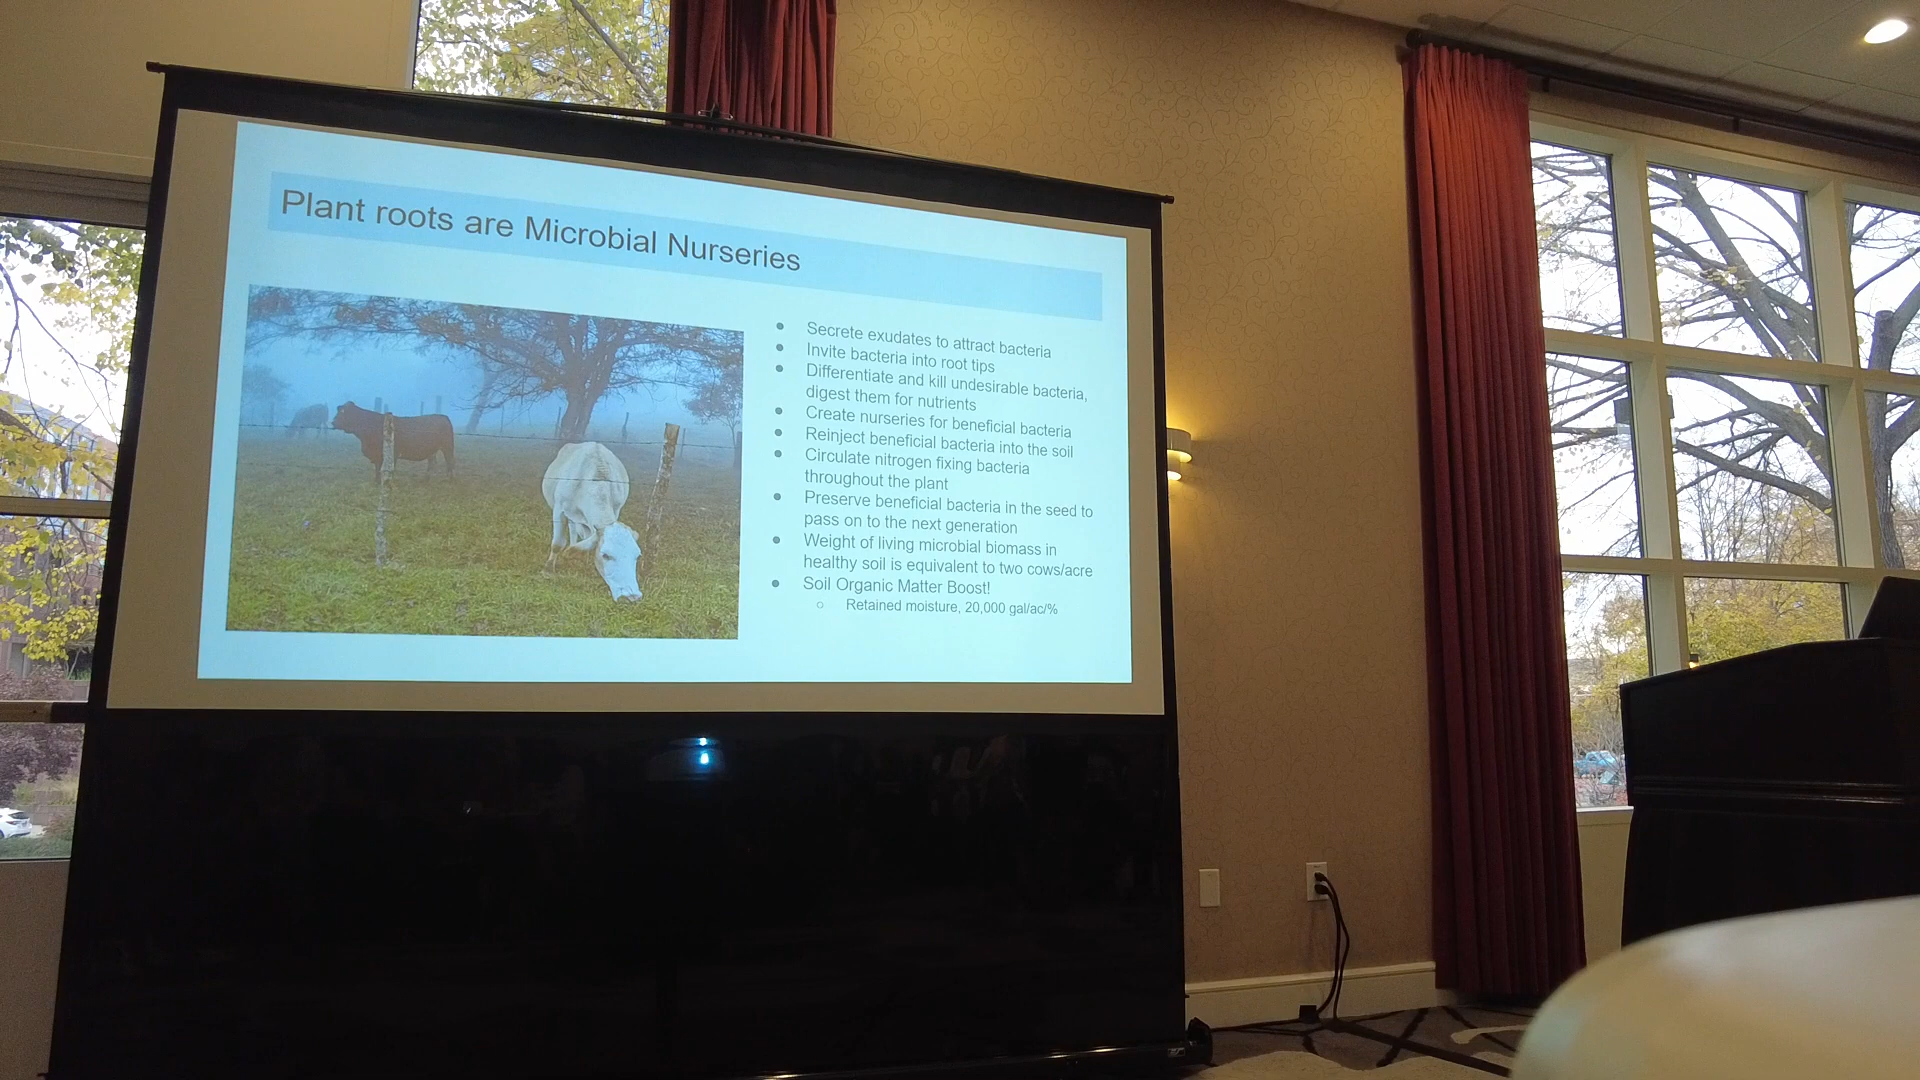 Plant roots are Microbial Nurseries
Secrete exudates to attract bacteria
Invite bacteria into root tips
Differentiate and kill undesirable bacteria,
digest them for nutrients
Create nurseries for beneficial bacteria
Reinject beneficial bacteria into the soil
Circulate nitrogen fixing bacteria
throughout the plant
Preserve beneficial bacteria in the seed to
pass on to the next generation
Weight of living microbial biomass in
healthy soil is equivalent to two cows/acre
Soil Organic Matter Boost!
Retained moisture, 20,000 gal/ac/%